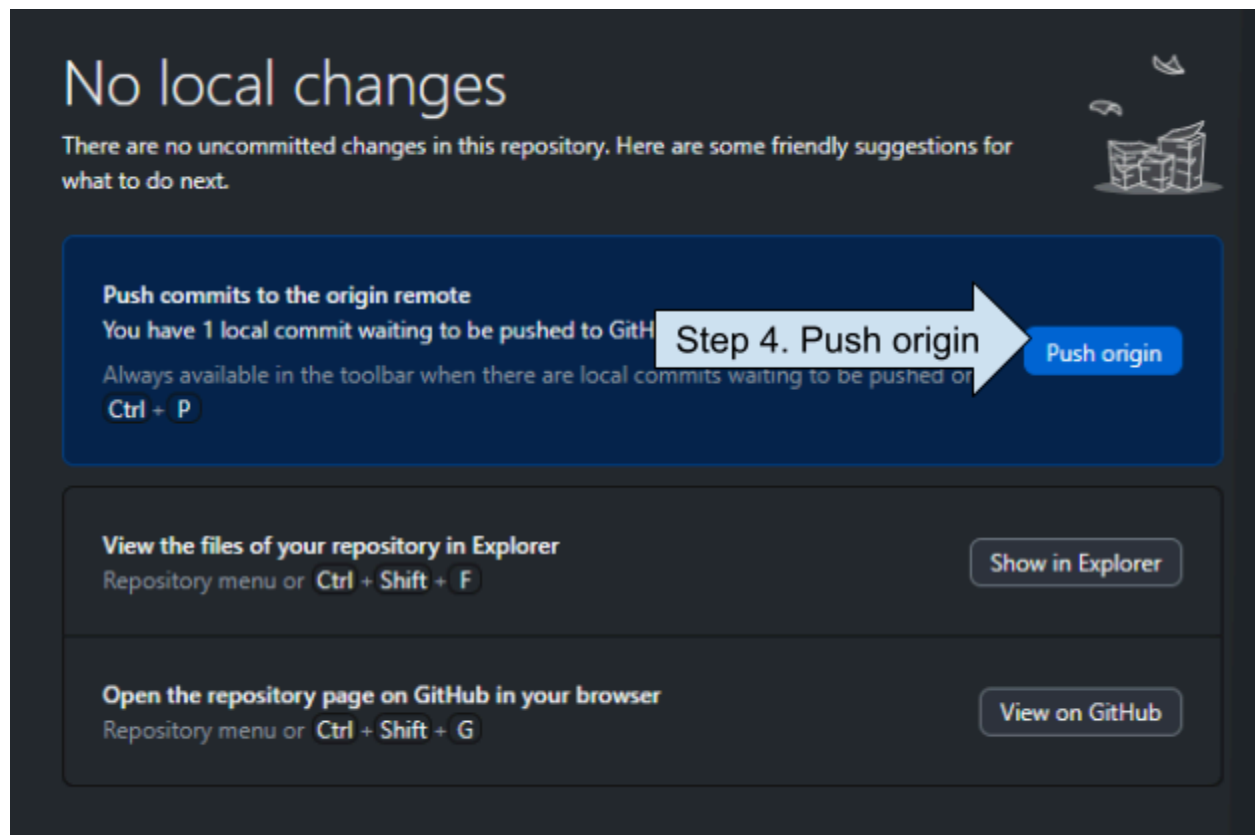 No local changes
There are no uncommitted changes in this repository. Here are some friendly suggestions for
what to do next.
Push commits to the origin remote
You have 1 local commit waiting to be pushed to GitH
Step 4. Push origin
Push origin
Always available in the toolbar when there are local commits waiting to be pushed or
Ctrl + P
View the files of your repository in Explorer
Repository menu or Ctrl + Shift + F
Show in Explorer
Open the repository page on GitHub in your browser
Repository menu or Ctrl + Shift + G
View on GitHub